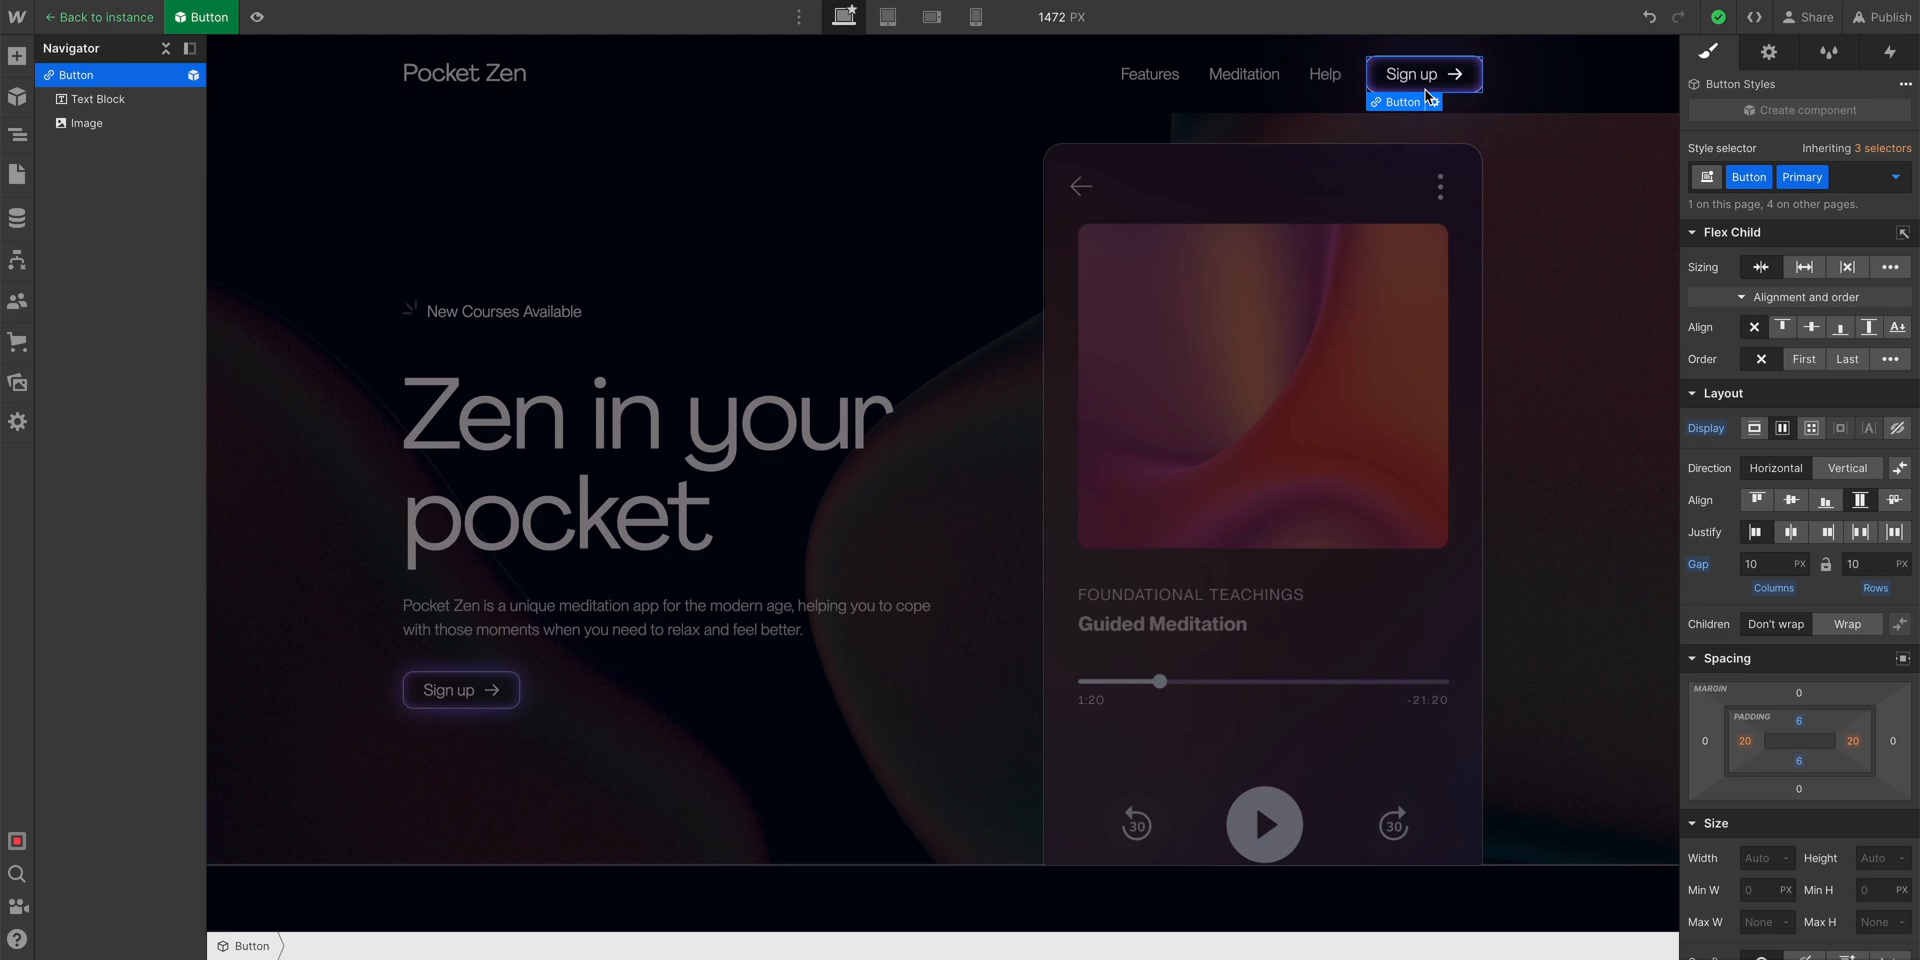 ← Back to instance
Button
1472 PX
Share
Publish
Navigator
Button
Text Block
Image
Pocket Zen
Features
Meditation
Help
Sign up →
Button
New Courses Available
Zen in your
pocket
Pocket Zen is a unique meditation app for the modern age, helping you to cope
with those moments when you need to relax and feel better.
Sign up →
FOUNDATIONAL TEACHINGS
Guided Meditation
1:20
-21:20
30
30
Button
Button Styles
Create component
Style selector
Inheriting 3 selectors
Button
Primary
1 on this page, 4 on other pages.
Flex Child
Sizing
Alignment and order
Align
Order
First
Last
Layout
Display
Direction
Horizontal
Vertical
Align
Justify
Gap
10 PX
10 PX
Columns
Rows
Children
Don't wrap
Wrap
Spacing
MARGIN
0
PADDING
6
0
20
20
0
6
0
Size
Width
Auto -
Height
Auto -
Min W
0 PX
Min H
0 PX
Max W
None -
Max H
None -